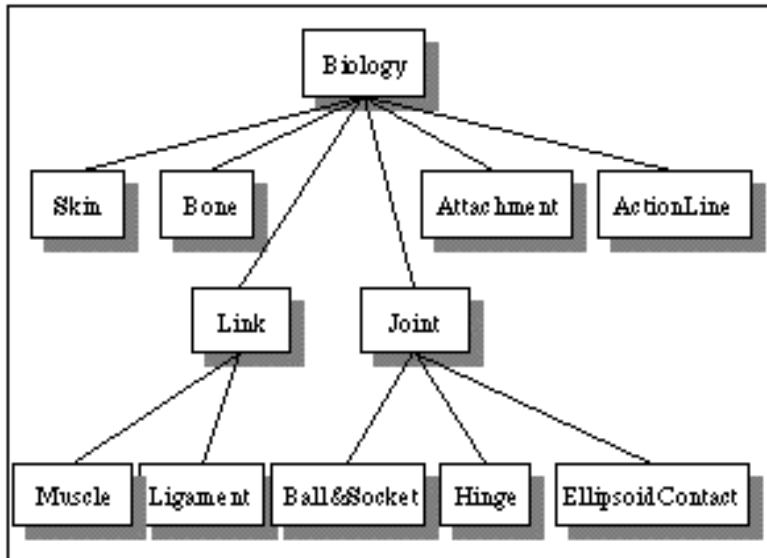 Biology
Skin
Bone
Attachment
ActionLine
Link
Joint
Muscle
Ligament
Ball&Socket
Hinge
EllipsoidContact